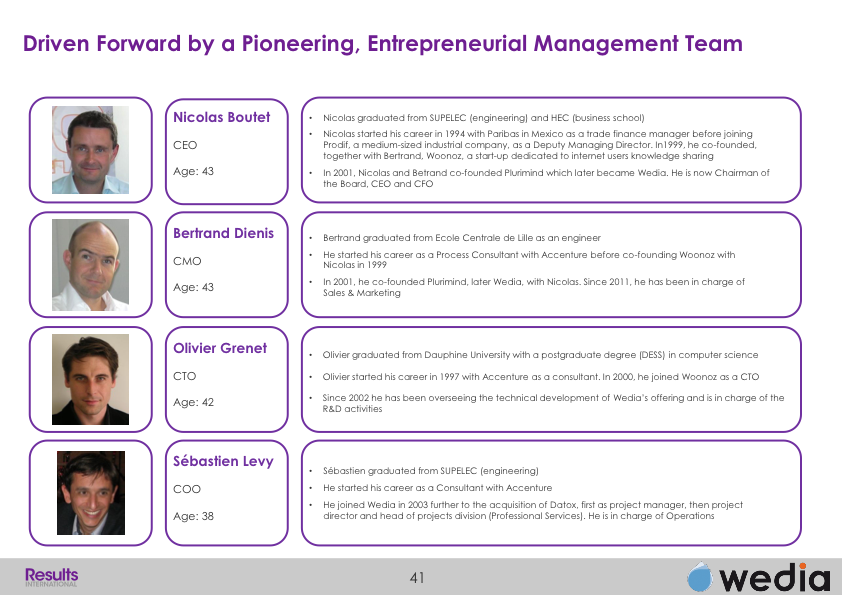 Driven Forward by a Pioneering, Entrepreneurial Management Team
Nicolas Boutet
CEO
Age: 43
• Nicolas graduated from SUPELEC (engineering) and HEC (business school)
• Nicolas started his career in 1994 with Paribas in Mexico as a trade finance manager before joining
Prodif, a medium-sized industrial company, as a Deputy Managing Director. In1999, he co-founded,
together with Bertrand, Woonoz, a start-up dedicated to internet users knowledge sharing
• In 2001, Nicolas and Betrand co-founded Plurimind which later became Wedia. He is now Chairman of
the Board, CEO and CFO
Bertrand Dienis
CMO
Age: 43
• Bertrand graduated from Ecole Centrale de Lille as an engineer
• He started his career as a Process Consultant with Accenture before co-founding Woonoz with
Nicolas in 1999
• In 2001, he co-founded Plurimind, later Wedia, with Nicolas. Since 2011, he has been in charge of
Sales & Marketing
Olivier Grenet
CTO
Age: 42
• Olivier graduated from Dauphine University with a postgraduate degree (DESS) in computer science
• Olivier started his career in 1997 with Accenture as a consultant. In 2000, he joined Woonoz as a CTO
• Since 2002 he has been overseeing the technical development of Wedia's offering and is in charge of the
R&D activities
Sébastien Levy
COO
Age: 38
• Sébastien graduated from SUPELEC (engineering)
• He started his career as a Consultant with Accenture
• He joined Wedia in 2003 further to the acquisition of Datox, first as project manager, then project
director and head of projects division (Professional Services). He is in charge of Operations
Results
INTERNATIONAL
41
wedia